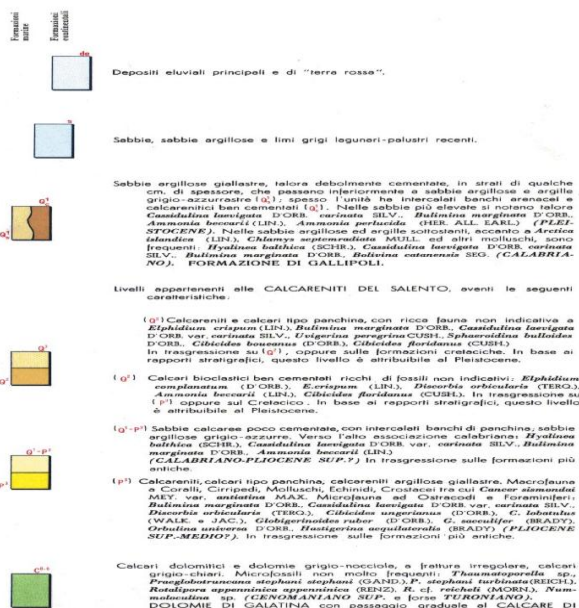 Formazioni marine
Formazioni continentali
du
Depositi eluviali principali e di "terra rossa".
s
Sabbie, sabbie argillose e limi grigi lagunari-palustri recenti.
Sabbie argillose giallastre, talora debolmente cementate, in strati di qualche
cm. di spessore, che passano inferiormente a sabbie argillose e argille
grigio-azzurrastre (); spesso l'unità ha intercalati banchi arenacei e
calcarenitici ben cementati (). Nelle sabbie più elevate si notano talora
Cassidulina laevigata D'ORB. carinata SILV., Bulimina marginata D'ORB.,
Ammonia beccarii (LIN.), Ammonia perlucida (HER. ALL. EARL.) (PLEI-
STOCENE). Nelle sabbie argillose ed argille sottostanti, accanto a Arctica
islandica (LIN.), Chlamys septemradiata MULL. ed altri molluschi, sono
frequenti: Hyalinea balthica (SCHR.), Cassidulina laevigata D'ORB. carinata
SILV., Bulimina marginata D'ORB., Bolivina catanensis SEG. (CALABRIA-
NO). FORMAZIONE DI GALLIPOLI.
Livelli appartenenti alle CALCARENITI DEL SALENTO, aventi le seguenti
caratteristiche:
Calcareniti e calcari tipo panchina, con ricca fauna non indicativa a
Elphidium crispum (LIN.), Bulimina marginata D'ORB., Cassidulina laevigata
D'ORB. var. carinata SILV., Uvigerina peregrina CUSH., Sphaeroidina bulloides
D'ORB., Cibicides boueanus (D'ORB.), Cibicides floridanus (CUSH.)
In trasgressione su (), oppure sulle formazioni cretaciche. In base ai
rapporti stratigrafici, questo livello è attribuibile al Pleistocene.
Calcari bioclastici ben cementati ricchi di fossili non indicativi: Elphidium
complanatum (D'ORB.), E. crispum (LIN.), Discorbis orbicularis (TERQ.),
Ammonia beccarii (LIN.), Cibicides floridanus (CUSH.). In trasgressione su
() oppure sul Cretacico. In base ai rapporti stratigrafici, questo livello
è attribuibile al Pleistocene.
(Q¹-P³) Sabbie calcaree poco cementate, con intercalati banchi di panchina; sabbie
argillose grigio-azzurre. Verso l'alto associazione calabriana: Hyalinea
balthica (SCHR.), Cassidulina laevigata D'ORB. var. carinata SILV., Bulimina
marginata D'ORB., Ammonia beccarii (LIN.)
(CALABRIANO-PLIOCENE SUP.?) In trasgressione sulle formazioni più
antiche.
(P³) Calcareniti, calcari tipo panchina, calcareniti argillose giallastre. Macrofauna
a Coralli, Cirripedi, Molluschi, Echinidi, Crostacei tra cui Cancer sismondai
MEY. var. antiatina MAX. Microfauna ad Ostracodi e Foraminiferi:
Bulimina marginata D'ORB., Cassidulina laevigata D'ORB. var. carinata SILV.,
Discorbis orbicularis (TERQ.), Cibicides ungerianus (D'ORB.), C. lobatulus
(WALK. e JAC.), Globigerinoides ruber (D'ORB.), G. sacculifer (BRADY),
Orbulina universa D'ORB., Hastigerina aequilateralis (BRADY) (PLIOCENE
SUP.-MEDIO?). In trasgressione sulle formazioni più antiche.
Calcari dolomitici e dolomie grigio-nocciola, a frattura irregolare, calcari
grigio-chiari. Microfossili non molto frequenti: Thaumatoporella sp.,
Praeglobotruncana stephani stephani (GAND.), P. stephani turbinata (REICH.),
Rotalipora appenninica appenninica (RENZ), R. cf. reicheli (MORN.), Num-
moloculina sp. (CENOMANIANO SUP. e forse TURONIANO).
DOLOMIE DI GALATINA con passaggio graduale al CALCARE DI